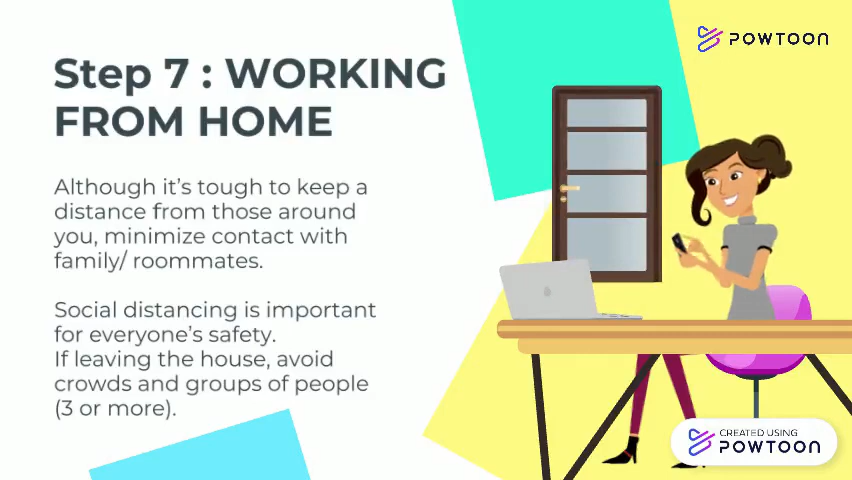 POWTOON
Step 7 : WORKING
FROM HOME
Although it's tough to keep a
distance from those around
you, minimize contact with
family/ roommates.
Social distancing is important
for everyone's safety.
If leaving the house, avoid
crowds and groups of people
(3 or more).
CREATED USING
POWTOON